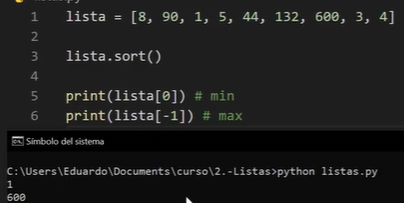 1 lista = [8, 90, 1, 5, 44, 132, 600, 3, 4]
2
3 lista.sort()
4
5 print(lista[0]) # min
6 print(lista[-1]) # max
Símbolo del sistema
C:\Users\Eduardo\Documents\curso\2.-Listas>python listas.py
1
600